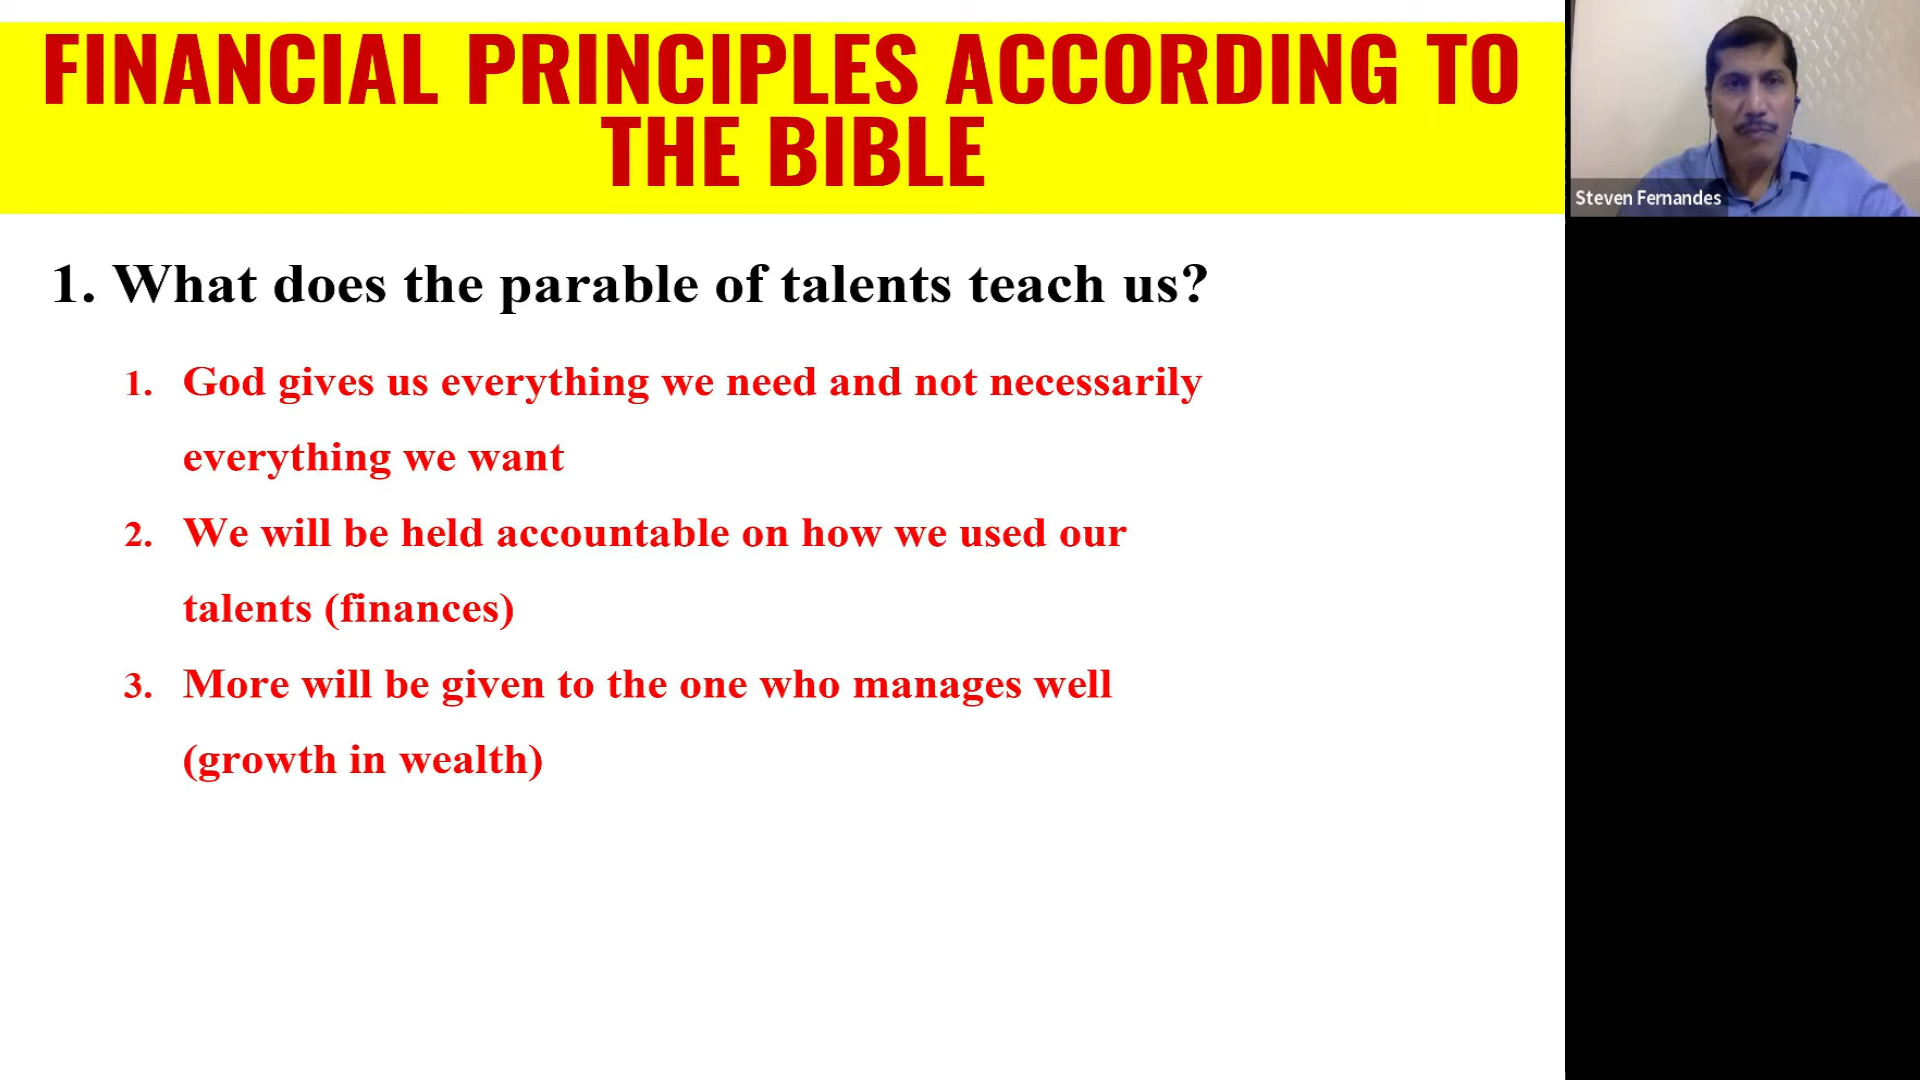 FINANCIAL PRINCIPLES ACCORDING TO
THE BIBLE
Steven Fernandes
1. What does the parable of talents teach us?
1. God gives us everything we need and not necessarily
everything we want
2. We will be held accountable on how we used our
talents (finances)
3. More will be given to the one who manages well
(growth in wealth)